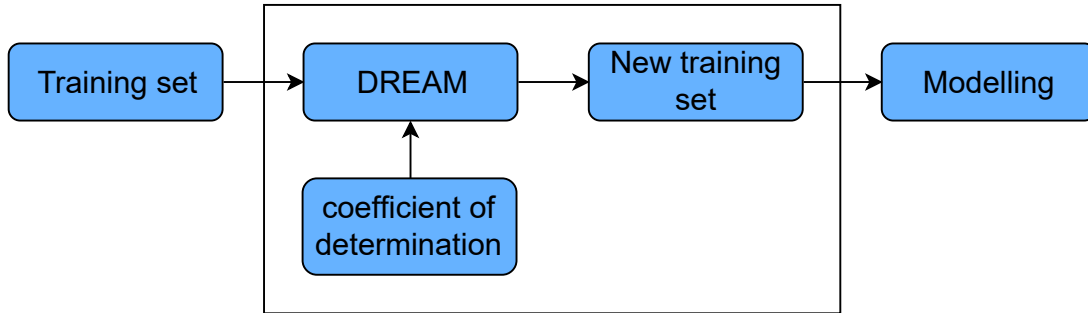 Training set
DREAM
New training
set
Modelling
coefficient of
determination